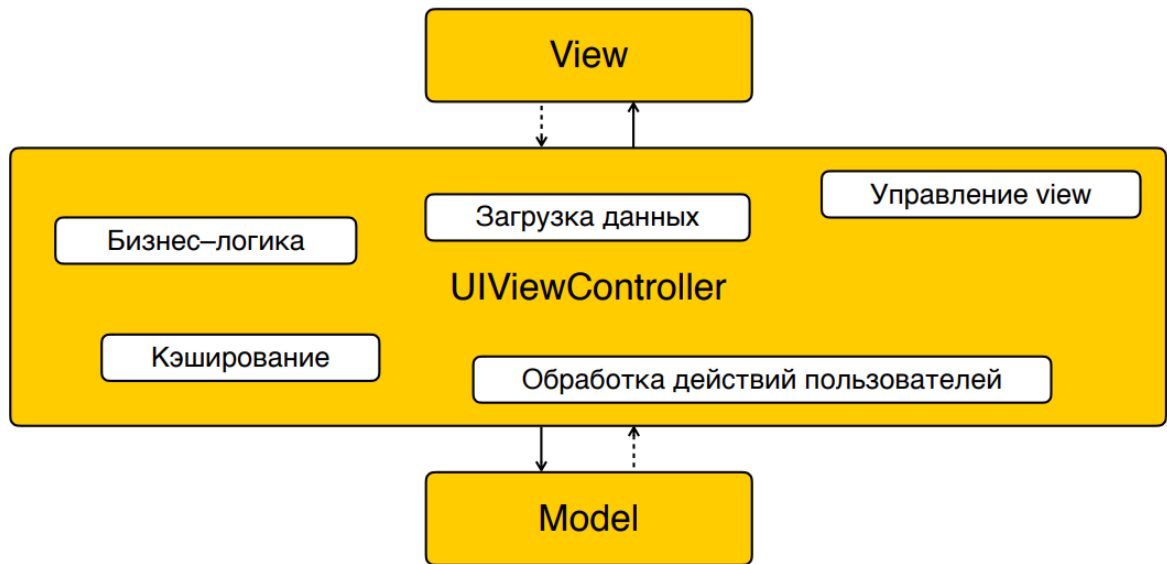 View
Управление view
Загрузка данных
Бизнес–логика
UIViewController
Кэширование
Обработка действий пользователей
Model